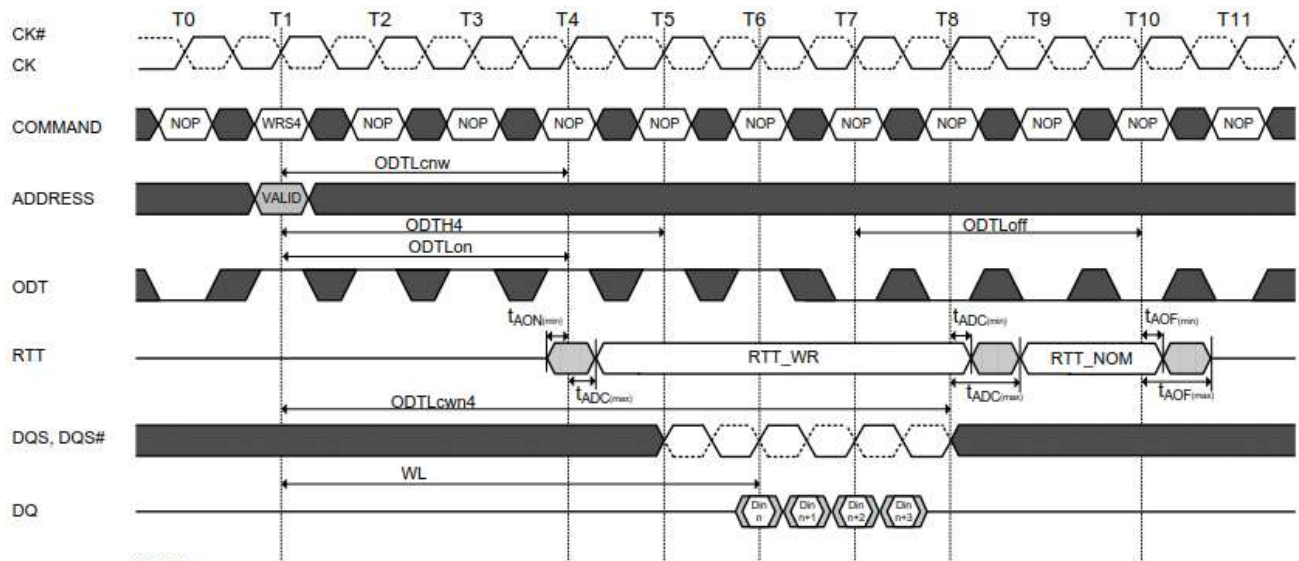 T0 T1 T2 T3 T4 T5 T6 T7 T8 T9 T10 T11
CK#
CK
COMMAND NOP WRS4 NOP NOP NOP NOP NOP NOP NOP NOP NOP NOP
ODTLcnw
ADDRESS VALID
ODTH4 ODTLoff
ODTLon
ODT
tAON(min) tADC(min) tAOF(min)
RTT RTT_WR RTT_NOM
tADC(max) tADC(max) tAOF(max)
ODTLcwn4
DQS, DQS#
WL
DQ Din n Din n+1 Din n+2 Din n+3